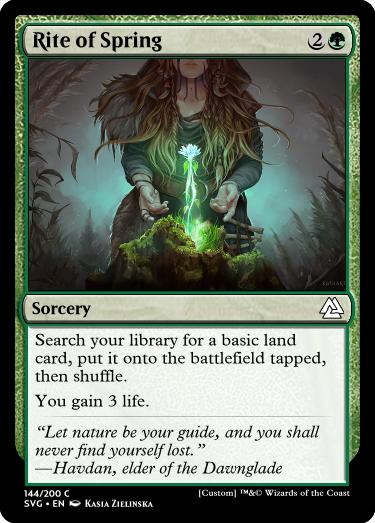 Rite of Spring 2
Sorcery
Search your library for a basic land
card, put it onto the battlefield tapped,
then shuffle.
You gain 3 life.
“Let nature be your guide, and you shall
never find yourself lost.”
—Havdan, elder of the Dawnglade
144/200 C
[Custom] ™&© Wizards of the Coast
SVG • EN Kasia Zielinska